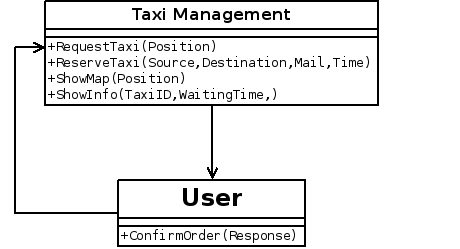 Taxi Management
+RequestTaxi(Position)
+ReserveTaxi(Source,Destination,Mail,Time)
+ShowMap(Position)
+ShowInfo(TaxiID,WaitingTime,)
User
+ConfirmOrder(Response)